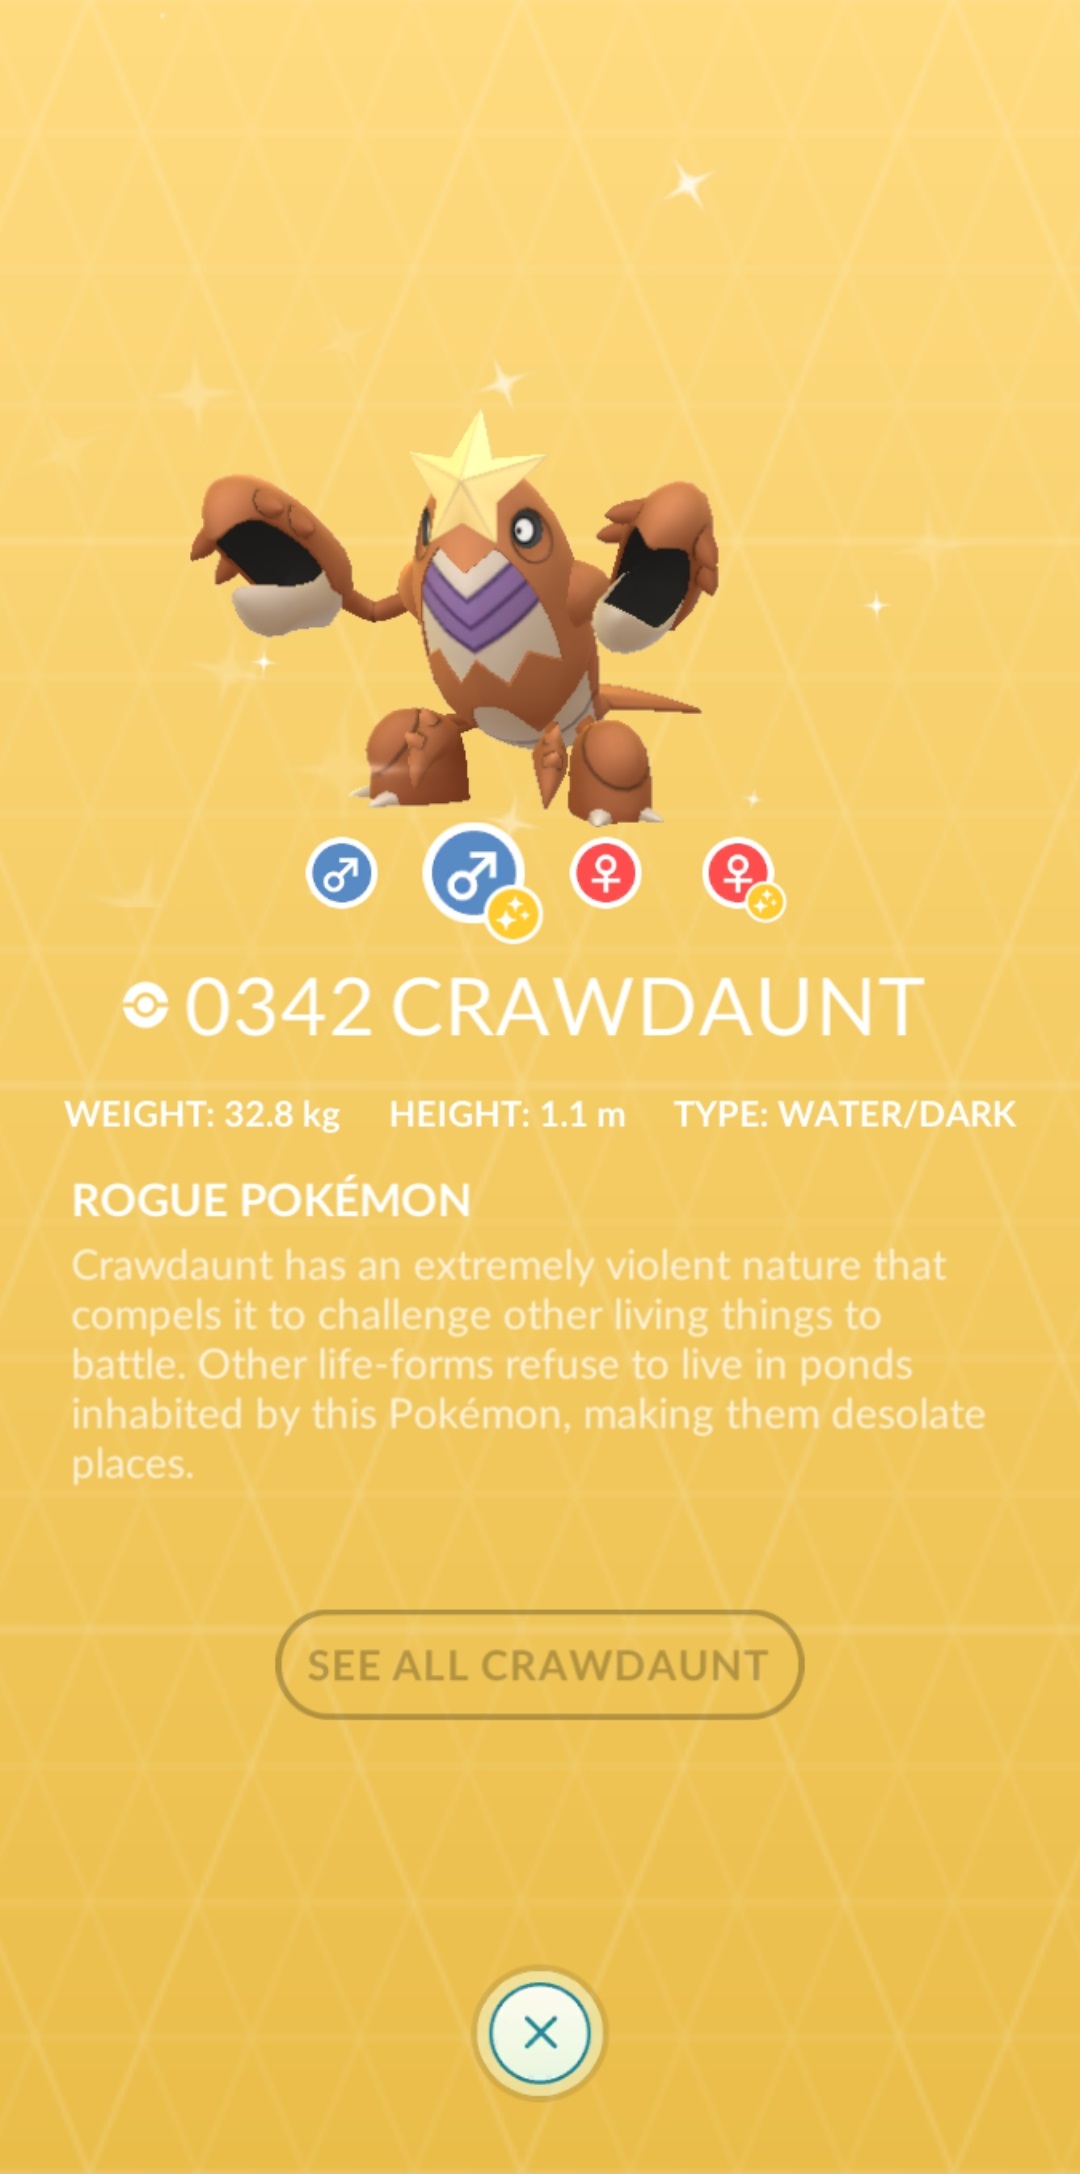 0342 CRAWDAUNT
WEIGHT: 32.8 kg HEIGHT: 1.1 m TYPE: WATER/DARK
ROGUE POKÉMON
Crawdaunt has an extremely violent nature that
compels it to challenge other living things to
battle. Other life-forms refuse to live in ponds
inhabited by this Pokémon, making them desolate
places.
SEE ALL CRAWDAUNT